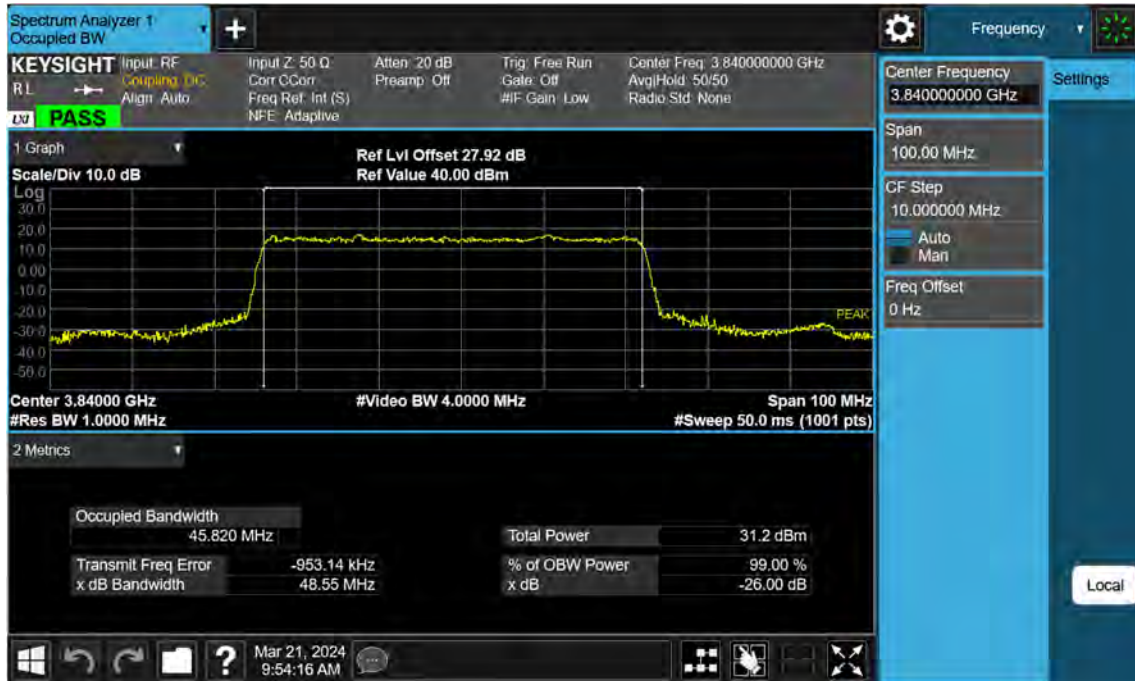 Spectrum Analyzer 1
Occupied BW
+
Frequency
KEYSIGHT
RL
LXI PASS
Input: RF
Coupling: DC
Align: Auto
Input Z: 50 Ω
Corr CCorr
Freq Ref: Int (S)
NFE: Adaptive
Atten: 20 dB
Preamp: Off
Trig: Free Run
Gate: Off
#IF Gain: Low
Center Freq: 3.840000000 GHz
Avg|Hold: 50/50
Radio Std: None
Center Frequency
3.840000000 GHz
Settings
Span
100.00 MHz
CF Step
10.000000 MHz
Auto
Man
Freq Offset
0 Hz
Local
1 Graph
Scale/Div 10.0 dB
Ref Lvl Offset 27.92 dB
Ref Value 40.00 dBm
Log
30.0
20.0
10.0
0.00
-10.0
-20.0
-30.0
-40.0
-50.0
PEAK
Center 3.84000 GHz
#Video BW 4.0000 MHz
Span 100 MHz
#Res BW 1.0000 MHz
#Sweep 50.0 ms (1001 pts)
2 Metrics
Occupied Bandwidth
45.820 MHz
Total Power 31.2 dBm
Transmit Freq Error -953.14 kHz
% of OBW Power 99.00 %
x dB Bandwidth 48.55 MHz
x dB -26.00 dB
?
Mar 21, 2024
9:54:16 AM